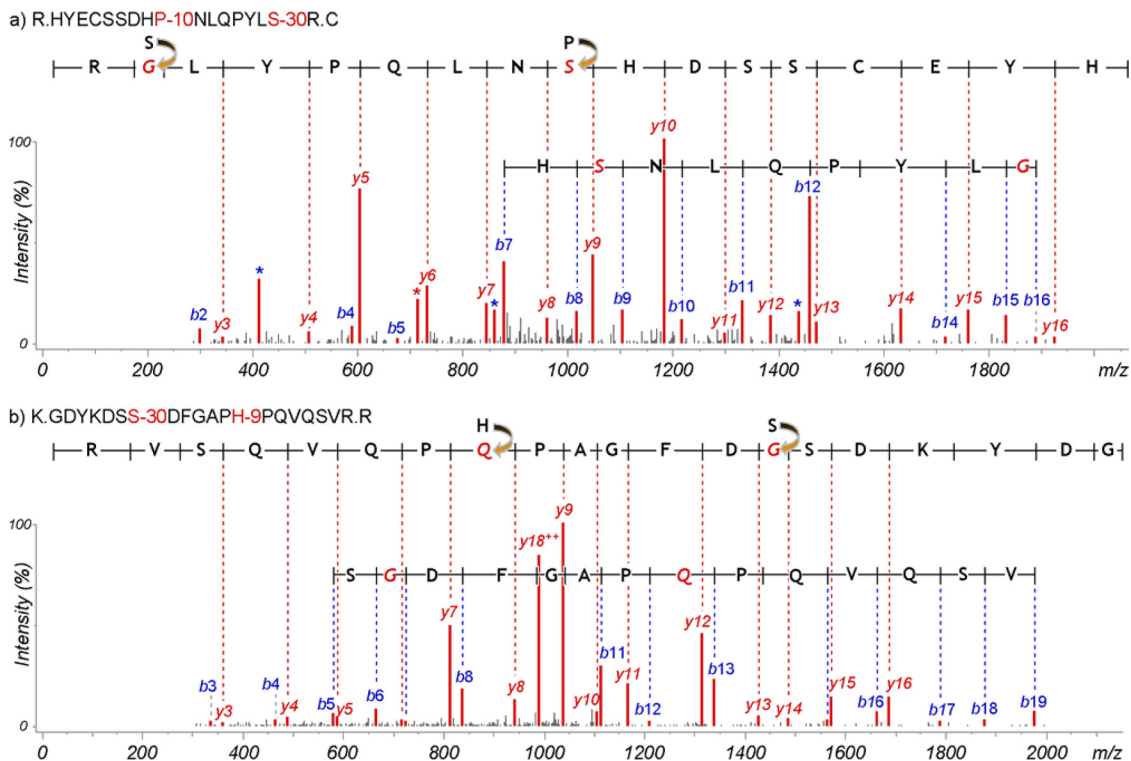 a) R.HYECSSDHP-10NLQPYLS-30R.C
S P
R G L Y P Q L N S H D S S C E Y H
100
y10
H S N L Q P Y L G
y5 b12
b7 y9
* y6 *
b2 y3 y4 b4 b5 y7 * y8 b8 b9 b10 y11 b11 y12 * y13 y14 b14 y15 b15 b16 y16
Intensity (%)
0
0 200 400 600 800 1000 1200 1400 1600 1800 m/z
b) K.GDYKDSS-30DFGAPH-9PQVQSVR.R
H S
R V S Q V Q P Q P A G F D G S D K Y D G
100
y9
y18++
S G D F G A P Q P Q V Q S V
y7 y12
b3 y3 b4 y4 b5 y5 b6 b8 y8 y10 b11 y11 b12 b13 y13 y14 y15 b16 y16 b17 b18 b19
Intensity (%)
0
0 200 400 600 800 1000 1200 1400 1600 1800 2000 m/z